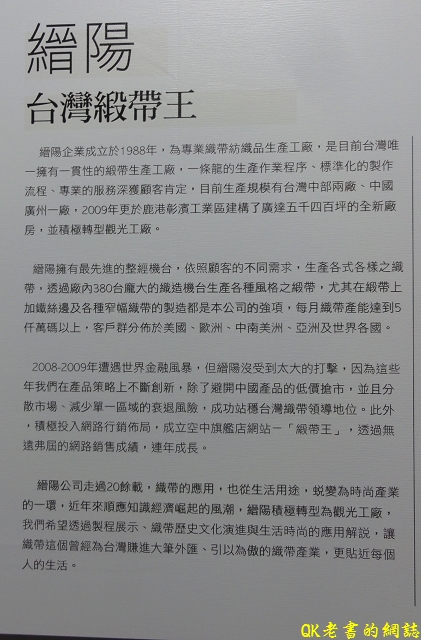 縉陽
台灣緞帶王
縉陽企業成立於1988年，為專業織帶紡織品生產工廠，是目前台灣唯
一擁有一貫性的緞帶生產工廠，一條龍的生產作業程序、標準化的製作
流程、專業的服務深獲顧客肯定，目前生產規模有台灣中部兩廠、中國
廣州一廠，2009年更於鹿港彰濱工業區建構了廣達五千四百坪的全新廠
房，並積極轉型觀光工廠。
縉陽擁有最先進的整經機台，依照顧客的不同需求，生產各式各樣之織
帶，透過廠內380台龐大的織造機台生產各種風格之緞帶，尤其在緞帶上
加鐵絲邊及各種窄幅織帶的製造都是本公司的強項，每月織帶產能達到5
仟萬碼以上，客戶群分佈於美國、歐洲、中南美洲、亞洲及世界各國。
2008-2009年遭遇世界金融風暴，但縉陽沒受到太大的打擊，因為這些
年我們在產品策略上不斷創新，除了避開中國產品的低價搶市，並且分
散市場、減少單一區域的衰退風險，成功站穩台灣織帶領導地位。此外
，積極投入網路行銷佈局，成立空中旗艦店網站－「緞帶王」，透過無
遠弗屆的網路銷售成績，連年成長。
縉陽公司走過20餘載，織帶的應用，也從生活用途，蛻變為時尚產業
的一環，近年來順應知識經濟崛起的風潮，縉陽積極轉型為觀光工廠，
我們希望透過製程展示、織帶歷史文化演進與生活時尚的應用解說，讓
織帶這個曾經為台灣賺進大筆外匯、引以為傲的織帶產業，更貼近每個
人的生活。
QK老書的網誌